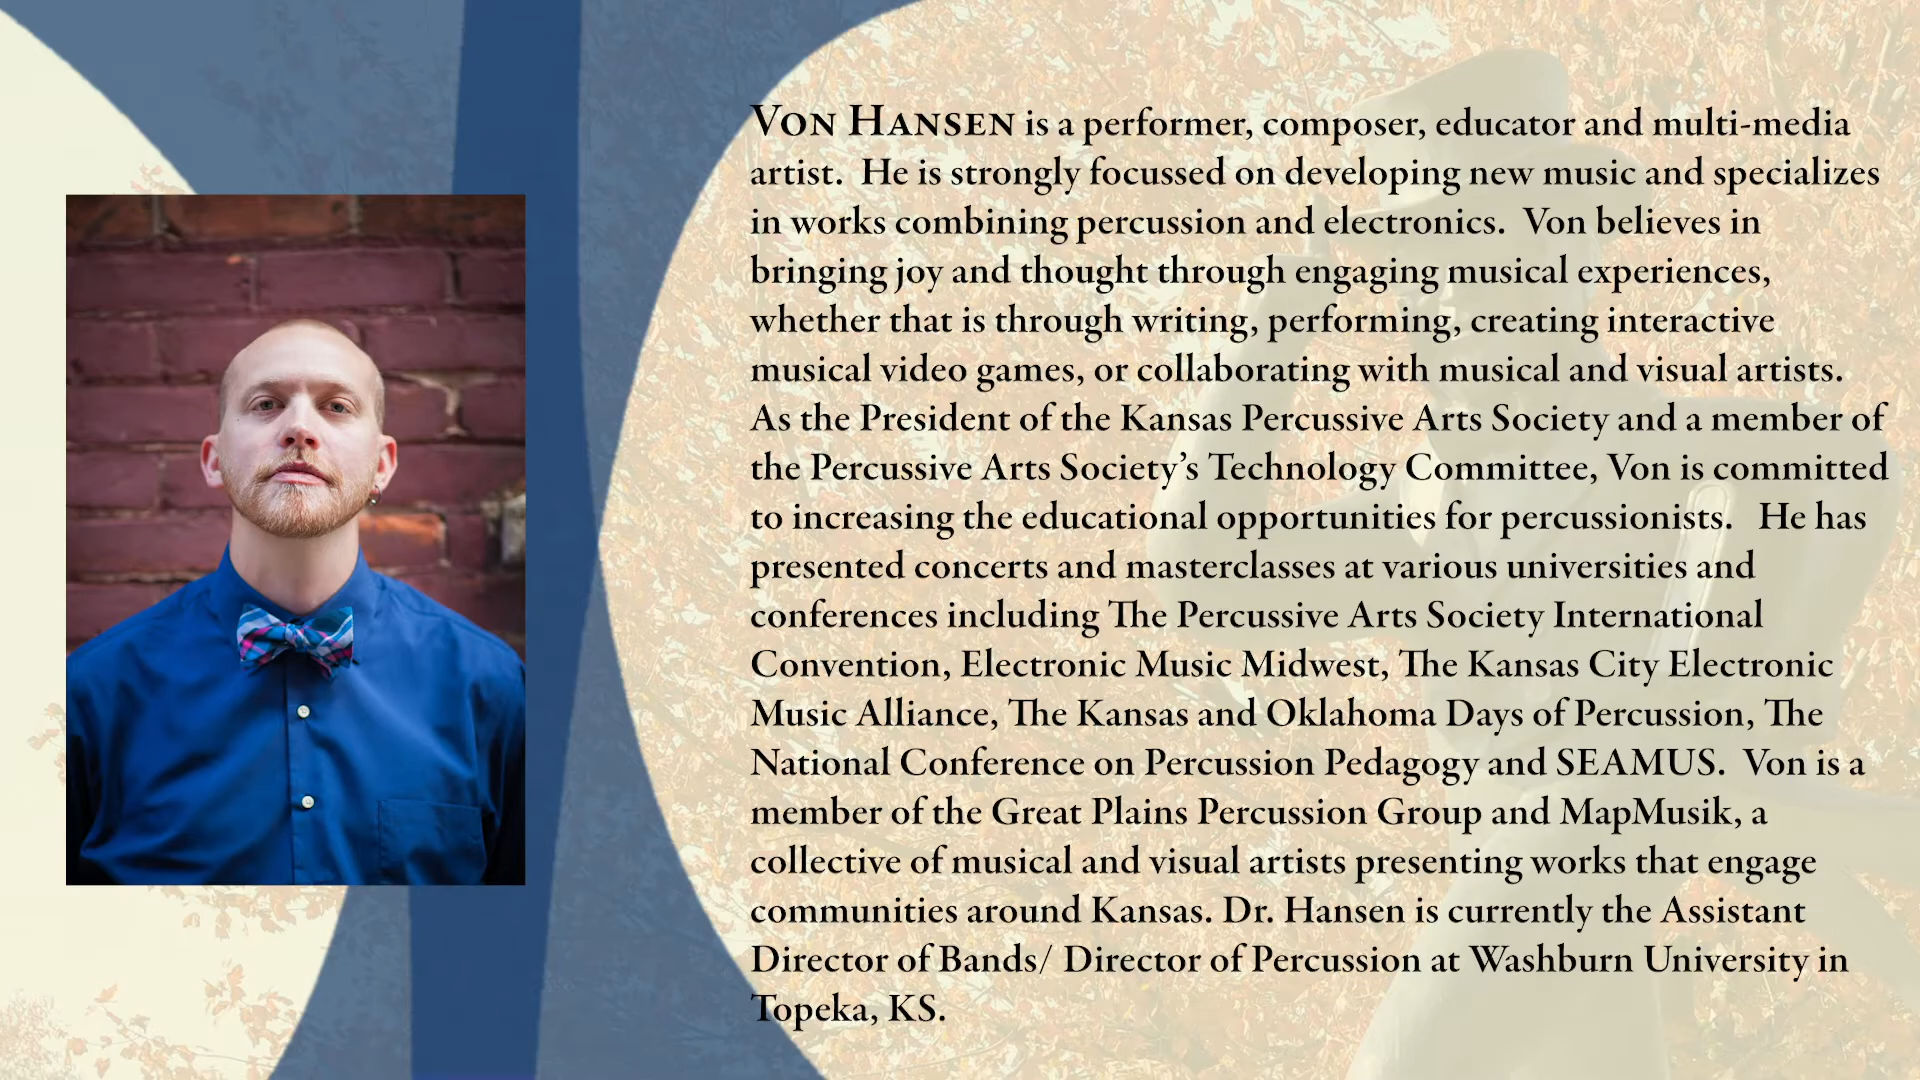 Von Hansen is a performer, composer, educator and multi-media
artist.  He is strongly focussed on developing new music and specializes
in works combining percussion and electronics.  Von believes in
bringing joy and thought through engaging musical experiences,
whether that is through writing, performing, creating interactive
musical video games, or collaborating with musical and visual artists.
As the President of the Kansas Percussive Arts Society and a member of
the Percussive Arts Society’s Technology Committee, Von is committed
to increasing the educational opportunities for percussionists.   He has
presented concerts and masterclasses at various universities and
conferences including The Percussive Arts Society International
Convention, Electronic Music Midwest, The Kansas City Electronic
Music Alliance, The Kansas and Oklahoma Days of Percussion, The
National Conference on Percussion Pedagogy and SEAMUS.  Von is a
member of the Great Plains Percussion Group and MapMusik, a
collective of musical and visual artists presenting works that engage
communities around Kansas. Dr. Hansen is currently the Assistant
Director of Bands/ Director of Percussion at Washburn University in
Topeka, KS.